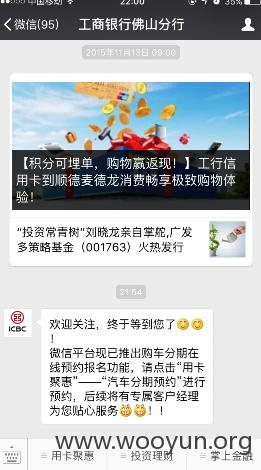 中国移动 22:00 35%
微信(95) 工商银行佛山分行
2015年11月13日 09:00
【积分可埋单，购物赢返现！】工行信
用卡到顺德麦德龙消费畅享极致购物体
验！
“投资常青树”刘晓龙亲自掌舵,广发
多策略基金（001763）火热发行
21:54
ICBC
欢迎关注，终于等到您了😊😊
！
微信平台现已推出购车分期在
线预约报名功能，请点击“用卡
聚惠”——“汽车分期预约”进行
预约，后续将有专属客户经理
为您贴心服务😁😁！！
www.wooyun.org
用卡聚惠 投资理财 掌上金融